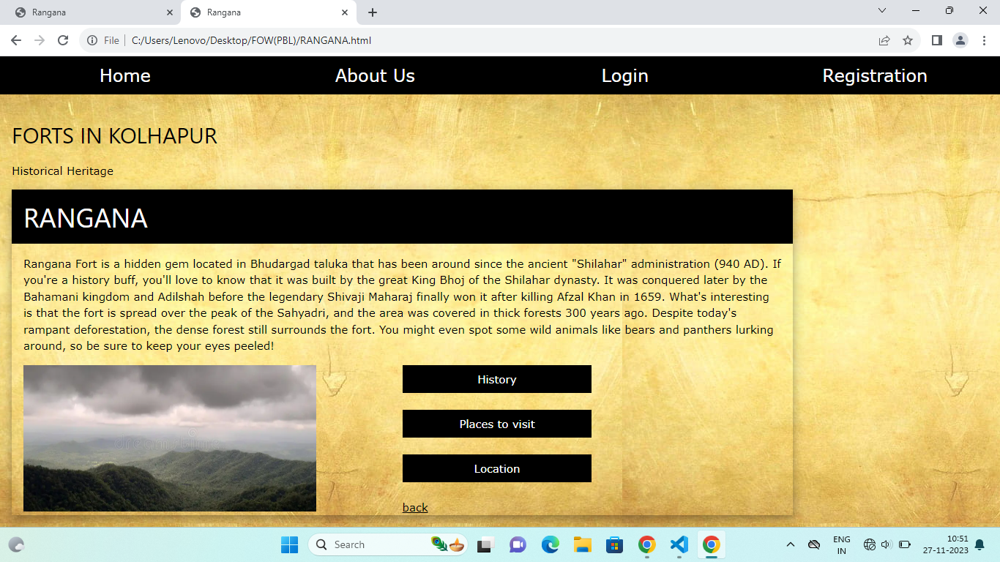 Rangana
Rangana
File
C:/Users/Lenovo/Desktop/FOW(PBL)/RANGANA.html
Home
About Us
Login
Registration
FORTS IN KOLHAPUR
Historical Heritage
RANGANA
Rangana Fort is a hidden gem located in Bhudargad taluka that has been around since the ancient "Shilahar" administration (940 AD). If
you're a history buff, you'll love to know that it was built by the great King Bhoj of the Shilahar dynasty. It was conquered later by the
Bahamani kingdom and Adilshah before the legendary Shivaji Maharaj finally won it after killing Afzal Khan in 1659. What's interesting
is that the fort is spread over the peak of the Sahyadri, and the area was covered in thick forests 300 years ago. Despite today's
rampant deforestation, the dense forest still surrounds the fort. You might even spot some wild animals like bears and panthers lurking
around, so be sure to keep your eyes peeled!
History
Places to visit
Location
back
Search
ENG
IN
10:51
27-11-2023